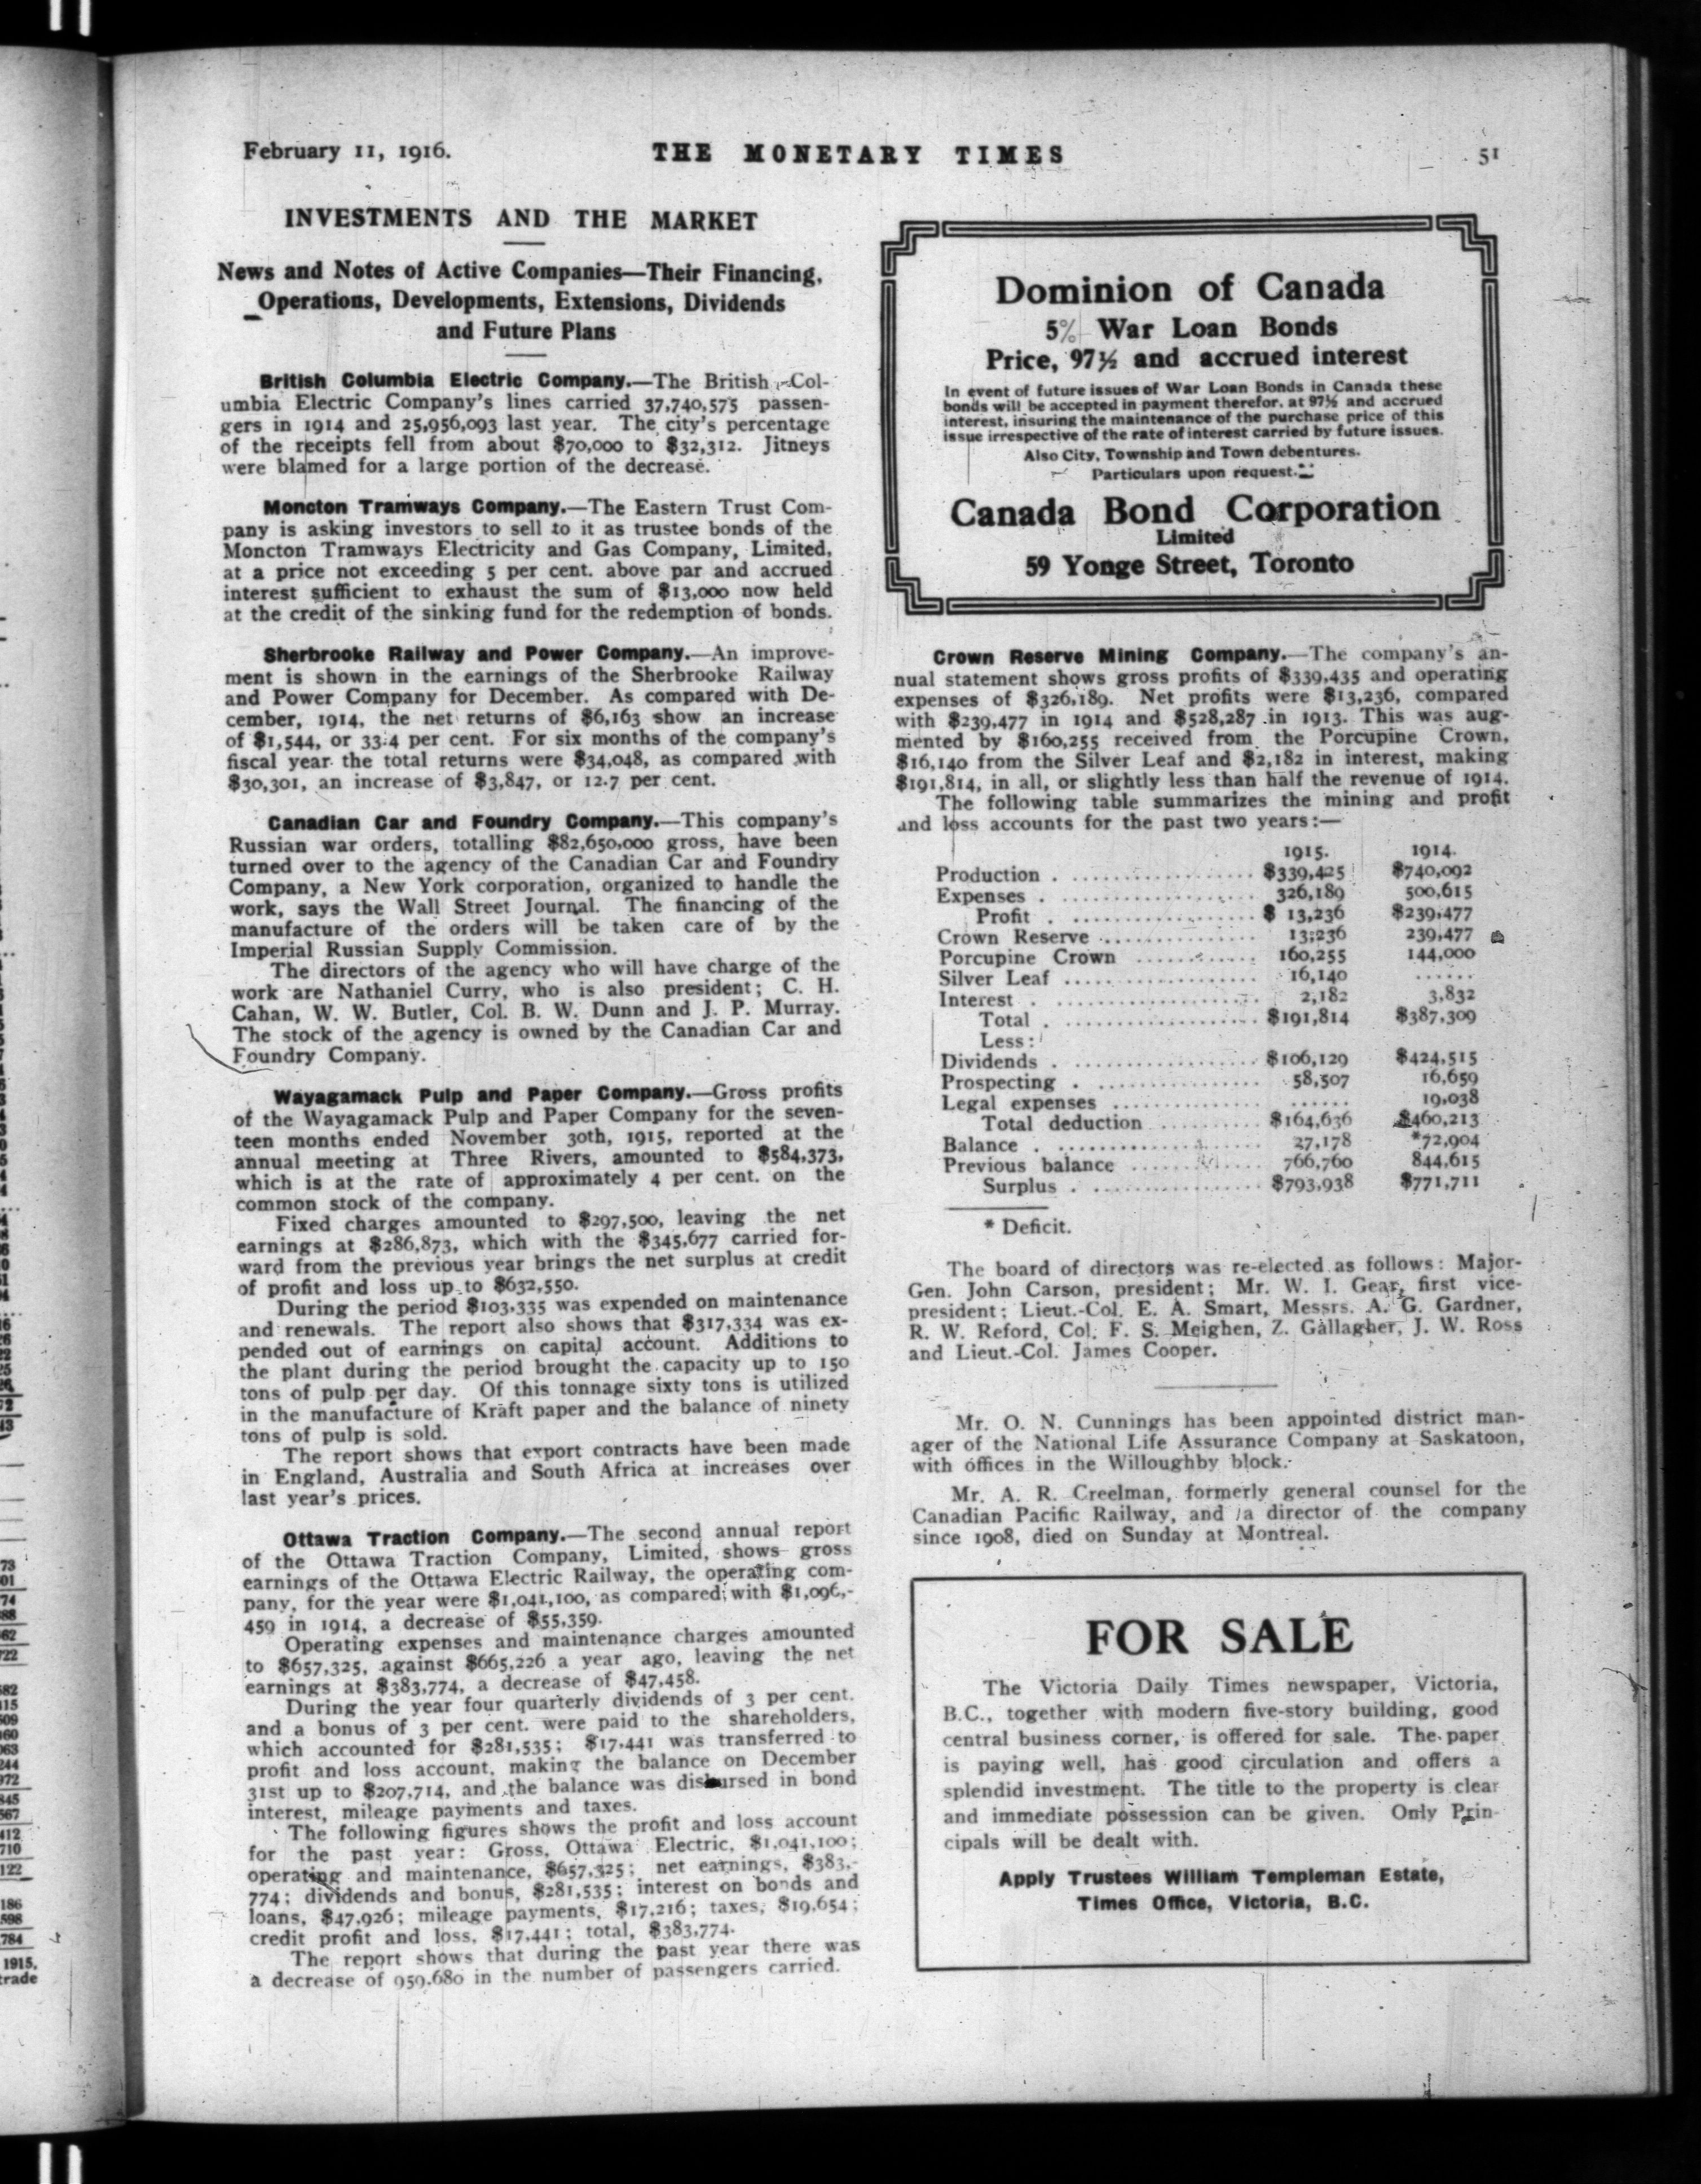 February 11, 1916.
THE MONETARY TIMES
51
INVESTMENTS AND THE MARKET
News and Notes of Active Companies—Their Financing,
Operations, Developments, Extensions, Dividends
and Future Plans
British Columbia Electric Company.—The British Col-
umbia Electric Company's lines carried 37,740,575 passen-
gers in 1914 and 25,956,093 last year. The city's percentage
of the receipts fell from about $70,000 to $32,312. Jitneys
were blamed for a large portion of the decrease.
Moncton Tramways Company.—The Eastern Trust Com-
pany is asking investors to sell to it as trustee bonds of the
Moncton Tramways Electricity and Gas Company, Limited,
at a price not exceeding 5 per cent. above par and accrued
interest sufficient to exhaust the sum of $13,000 now held
at the credit of the sinking fund for the redemption of bonds.
Sherbrooke Railway and Power Company.—An improve-
ment is shown in the earnings of the Sherbrooke Railway
and Power Company for December. As compared with De-
cember, 1914, the net returns of $6,163 show an increase
of $1,544, or 33.4 per cent. For six months of the company's
fiscal year the total returns were $34,048, as compared with
$30,301, an increase of $3,847, or 12.7 per cent.
Canadian Car and Foundry Company.—This company's
Russian war orders, totalling $82,650,000 gross, have been
turned over to the agency of the Canadian Car and Foundry
Company, a New York corporation, organized to handle the
work, says the Wall Street Journal. The financing of the
manufacture of the orders will be taken care of by the
Imperial Russian Supply Commission.
The directors of the agency who will have charge of the
work are Nathaniel Curry, who is also president; C. H.
Cahan, W. W. Butler, Col. B. W. Dunn and J. P. Murray.
The stock of the agency is owned by the Canadian Car and
Foundry Company.
Wayagamack Pulp and Paper Company.—Gross profits
of the Wayagamack Pulp and Paper Company for the seven-
teen months ended November 30th, 1915, reported at the
annual meeting at Three Rivers, amounted to $584,373,
which is at the rate of approximately 4 per cent. on the
common stock of the company.
Fixed charges amounted to $297,500, leaving the net
earnings at $286,873, which with the $345,677 carried for-
ward from the previous year brings the net surplus at credit
of profit and loss up to $632,550.
During the period $103,335 was expended on maintenance
and renewals. The report also shows that $317,334 was ex-
pended out of earnings on capital account. Additions to
the plant during the period brought the capacity up to 150
tons of pulp per day. Of this tonnage sixty tons is utilized
in the manufacture of Kraft paper and the balance of ninety
tons of pulp is sold.
The report shows that export contracts have been made
in England, Australia and South Africa at increases over
last year's prices.
Ottawa Traction Company.—The second annual report
of the Ottawa Traction Company, Limited, shows gross
earnings of the Ottawa Electric Railway, the operating com-
pany, for the year were $1,041,100, as compared with $1,096,-
459 in 1914, a decrease of $55,359.
Operating expenses and maintenance charges amounted
to $657,325, against $665,226 a year ago, leaving the net
earnings at $383,774, a decrease of $47,458.
During the year four quarterly dividends of 3 per cent.
and a bonus of 3 per cent. were paid to the shareholders,
which accounted for $281,535; $17,441 was transferred to
profit and loss account, making the balance on December
31st up to $207,714, and the balance was disbursed in bond
interest, mileage payments and taxes.
The following figures shows the profit and loss account
for the past year: Gross, Ottawa Electric, $1,041,100;
operating and maintenance, $657,325; net earnings, $383,-
774; dividends and bonus, $281,535; interest on bonds and
loans, $47,926; mileage payments, $17,216; taxes, $19,654;
credit profit and loss, $17,441; total, $383,774.
The report shows that during the past year there was
a decrease of 959,680 in the number of passengers carried.
Dominion of Canada
5% War Loan Bonds
Price, 97½ and accrued interest
In event of future issues of War Loan Bonds in Canada these
bonds will be accepted in payment therefor, at 97½ and accrued
interest, insuring the maintenance of the purchase price of this
issue irrespective of the rate of interest carried by future issues.
Also City, Township and Town debentures.
Particulars upon request.
Canada Bond Corporation
Limited
59 Yonge Street, Toronto
Crown Reserve Mining Company.—The company's an-
nual statement shows gross profits of $339,435 and operating
expenses of $326,189. Net profits were $13,236, compared
with $239,477 in 1914 and $528,287 in 1913. This was aug-
mented by $160,255 received from the Porcupine Crown,
$16,140 from the Silver Leaf and $2,182 in interest, making
$191,814, in all, or slightly less than half the revenue of 1914.
The following table summarizes the mining and profit
and loss accounts for the past two years:—
1915. 1914.
Production . .................... $339,425 $740,092
Expenses . .................... 326,189 500,615
Profit . .................... $ 13,236 $239,477
Crown Reserve .................... 13,236 239,477
Porcupine Crown .................... 160,255 144,000
Silver Leaf .................... 16,140 ......
Interest . .................... 2,182 3,832
Total . .................... $191,814 $387,309
Less:
Dividends . .................... $106,129 $424,515
Prospecting . .................... 58,507 16,659
Legal expenses .................... ...... 19,038
Total deduction .................... $164,636 $460,213
Balance . .................... 27,178 *72,904
Previous balance .................... 766,760 844,615
Surplus . .................... $793,938 $771,711
* Deficit.
The board of directors was re-elected as follows: Major-
Gen. John Carson, president; Mr. W. I. Gear, first vice-
president; Lieut.-Col. E. A. Smart, Messrs. A. G. Gardner,
R. W. Reford, Col. F. S. Meighen, Z. Gallagher, J. W. Ross
and Lieut.-Col. James Cooper.
Mr. O. N. Cunnings has been appointed district man-
ager of the National Life Assurance Company at Saskatoon,
with offices in the Willoughby block.
Mr. A. R. Creelman, formerly general counsel for the
Canadian Pacific Railway, and a director of the company
since 1908, died on Sunday at Montreal.
FOR SALE
The Victoria Daily Times newspaper, Victoria,
B.C., together with modern five-story building, good
central business corner, is offered for sale. The paper
is paying well, has good circulation and offers a
splendid investment. The title to the property is clear
and immediate possession can be given. Only Prin-
cipals will be dealt with.
Apply Trustees William Templeman Estate,
Times Office, Victoria, B.C.